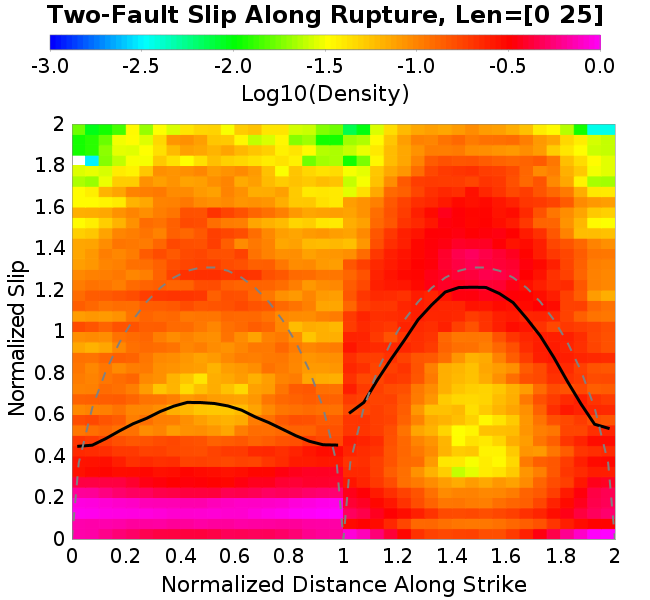 Two-Fault Slip Along Rupture, Len=[0 25]
-3.0 -2.5 -2.0 -1.5 -1.0 -0.5 0.0
Log10(Density)
2
1.8
1.6
1.4
1.2
1
0.8
0.6
0.4
0.2
0
Normalized Slip
0 0.2 0.4 0.6 0.8 1 1.2 1.4 1.6 1.8 2
Normalized Distance Along Strike